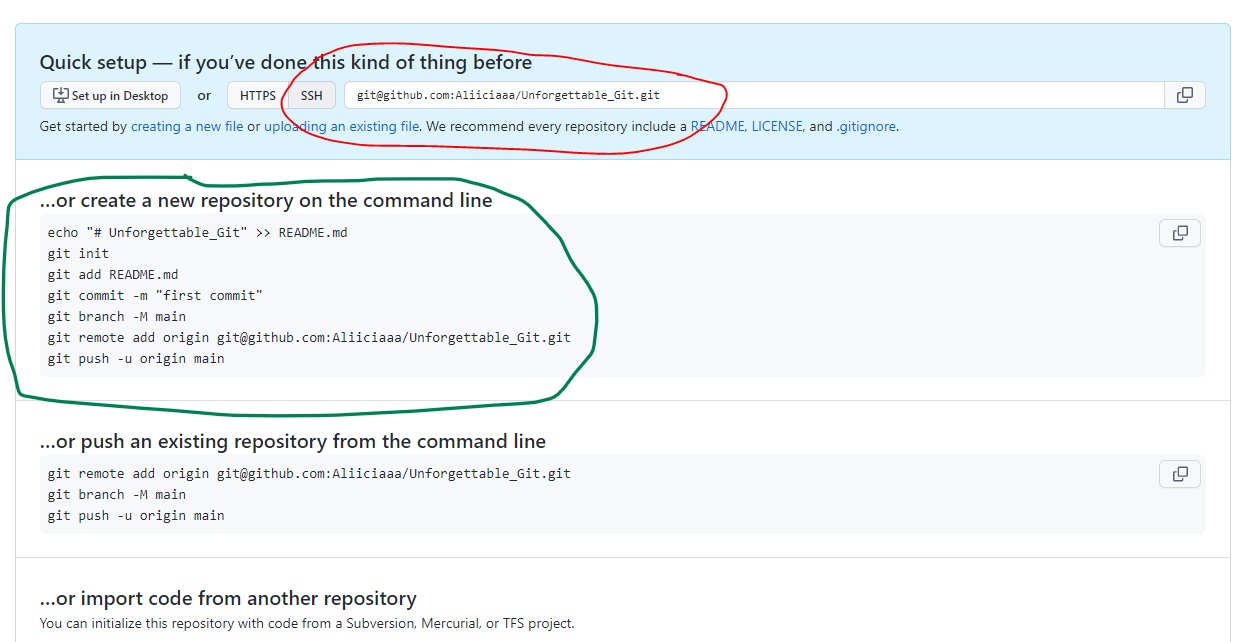 Quick setup — if you’ve done this kind of thing before
Set up in Desktop or HTTPS SSH git@github.com:Aliiciaaa/Unforgettable_Git.git
Get started by creating a new file or uploading an existing file. We recommend every repository include a README, LICENSE, and .gitignore.
…or create a new repository on the command line
echo "# Unforgettable_Git" >> README.md
git init
git add README.md
git commit -m "first commit"
git branch -M main
git remote add origin git@github.com:Aliiciaaa/Unforgettable_Git.git
git push -u origin main
…or push an existing repository from the command line
git remote add origin git@github.com:Aliiciaaa/Unforgettable_Git.git
git branch -M main
git push -u origin main
…or import code from another repository
You can initialize this repository with code from a Subversion, Mercurial, or TFS project.